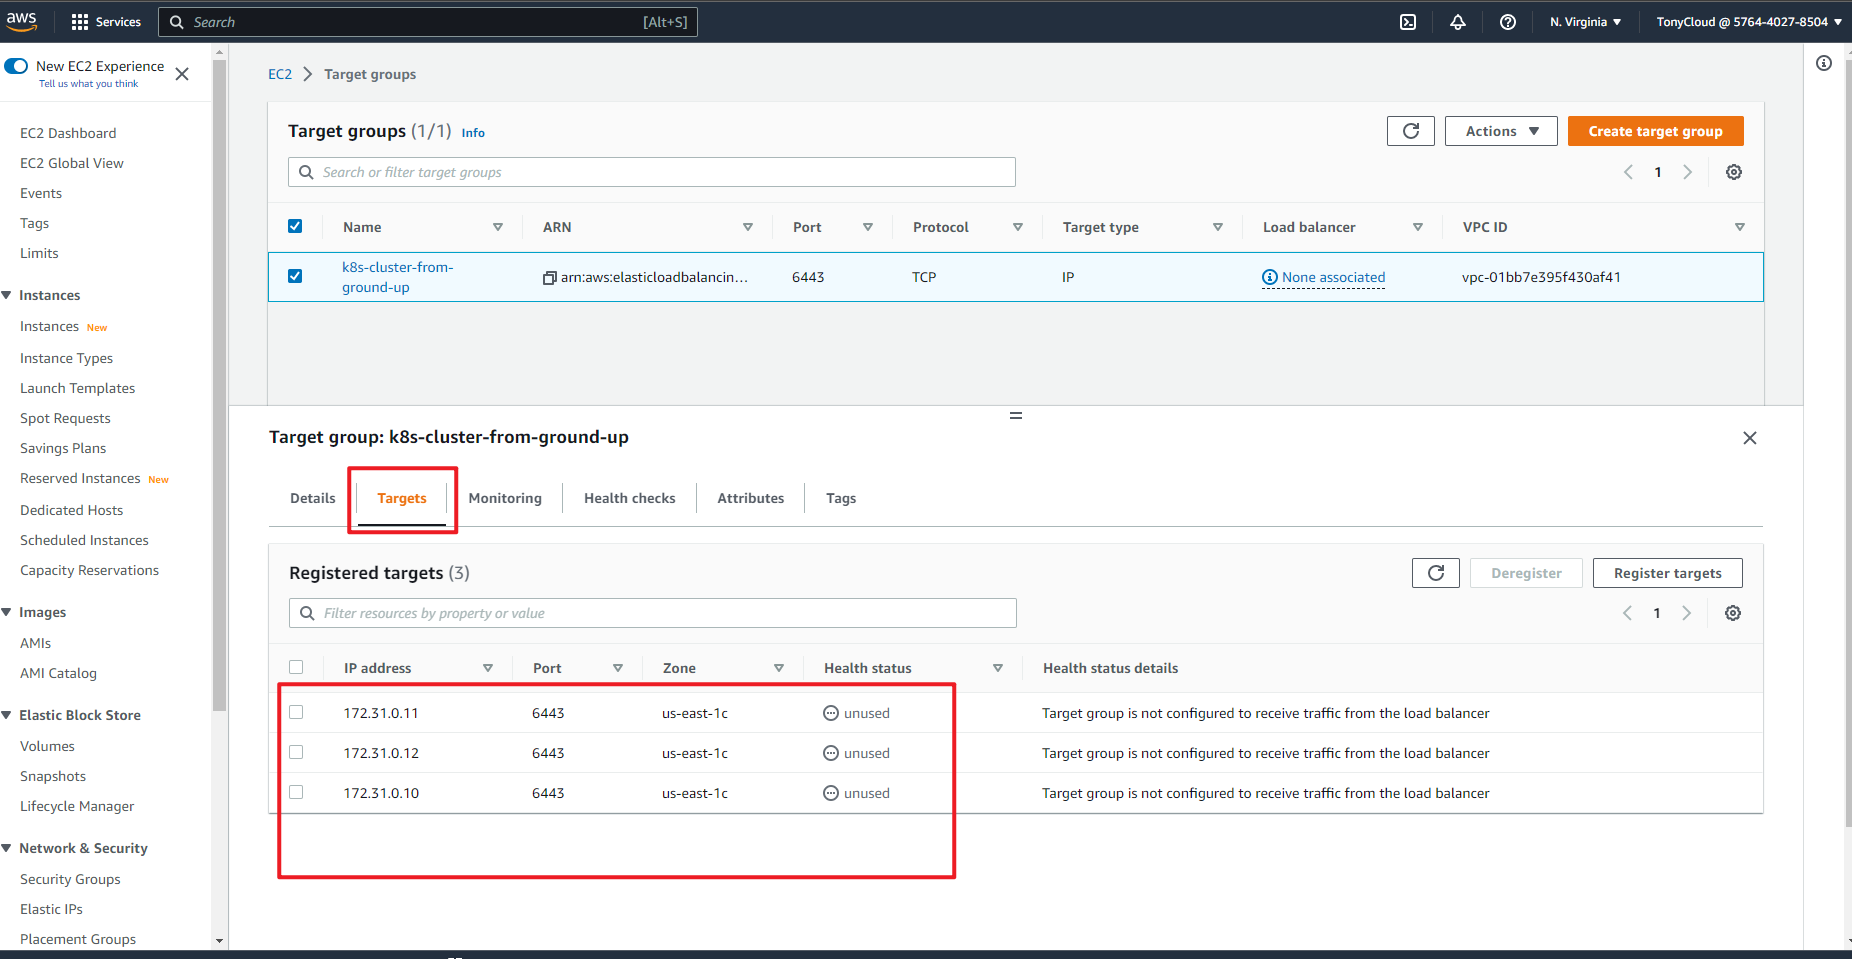 aws Services Search [Alt+S] N. Virginia TonyCloud @ 5764-4027-8504
New EC2 Experience
Tell us what you think
EC2 Dashboard
EC2 Global View
Events
Tags
Limits
Instances
Instances New
Instance Types
Launch Templates
Spot Requests
Savings Plans
Reserved Instances New
Dedicated Hosts
Scheduled Instances
Capacity Reservations
Images
AMIs
AMI Catalog
Elastic Block Store
Volumes
Snapshots
Lifecycle Manager
Network & Security
Security Groups
Elastic IPs
Placement Groups
EC2 > Target groups
Target groups (1/1) Info Actions Create target group
Search or filter target groups 1
Name ARN Port Protocol Target type Load balancer VPC ID
k8s-cluster-from-ground-up arn:aws:elasticloadbalancin... 6443 TCP IP None associated vpc-01bb7e395f430af41
Target group: k8s-cluster-from-ground-up
Details Targets Monitoring Health checks Attributes Tags
Registered targets (3) Deregister Register targets
Filter resources by property or value 1
IP address Port Zone Health status Health status details
172.31.0.11 6443 us-east-1c unused Target group is not configured to receive traffic from the load balancer
172.31.0.12 6443 us-east-1c unused Target group is not configured to receive traffic from the load balancer
172.31.0.10 6443 us-east-1c unused Target group is not configured to receive traffic from the load balancer